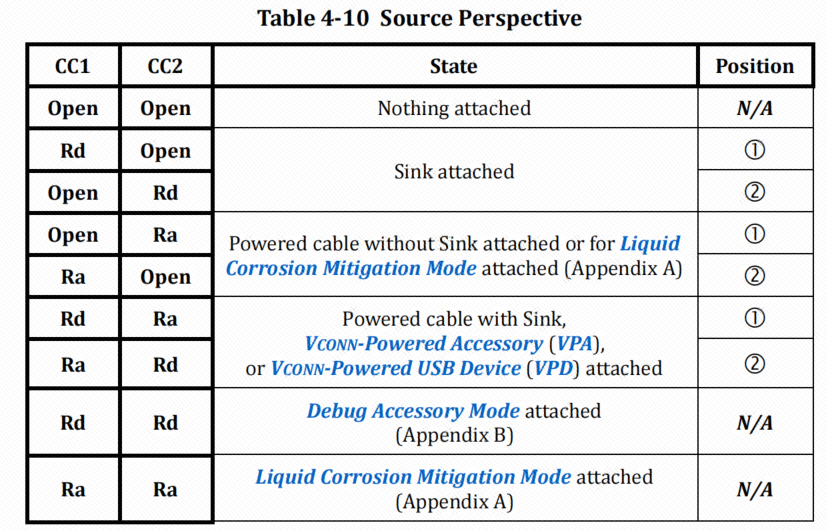 Table 4-10 Source Perspective
CC1 CC2 State Position
Open Open Nothing attached N/A
Rd Open Sink attached ①
Open Rd ②
Open Ra Powered cable without Sink attached or for Liquid ①
Ra Open Corrosion Mitigation Mode attached (Appendix A) ②
Rd Ra Powered cable with Sink, ①
VCONN-Powered Accessory (VPA),
Ra Rd or VCONN-Powered USB Device (VPD) attached ②
Rd Rd Debug Accessory Mode attached N/A
(Appendix B)
Ra Ra Liquid Corrosion Mitigation Mode attached N/A
(Appendix A)